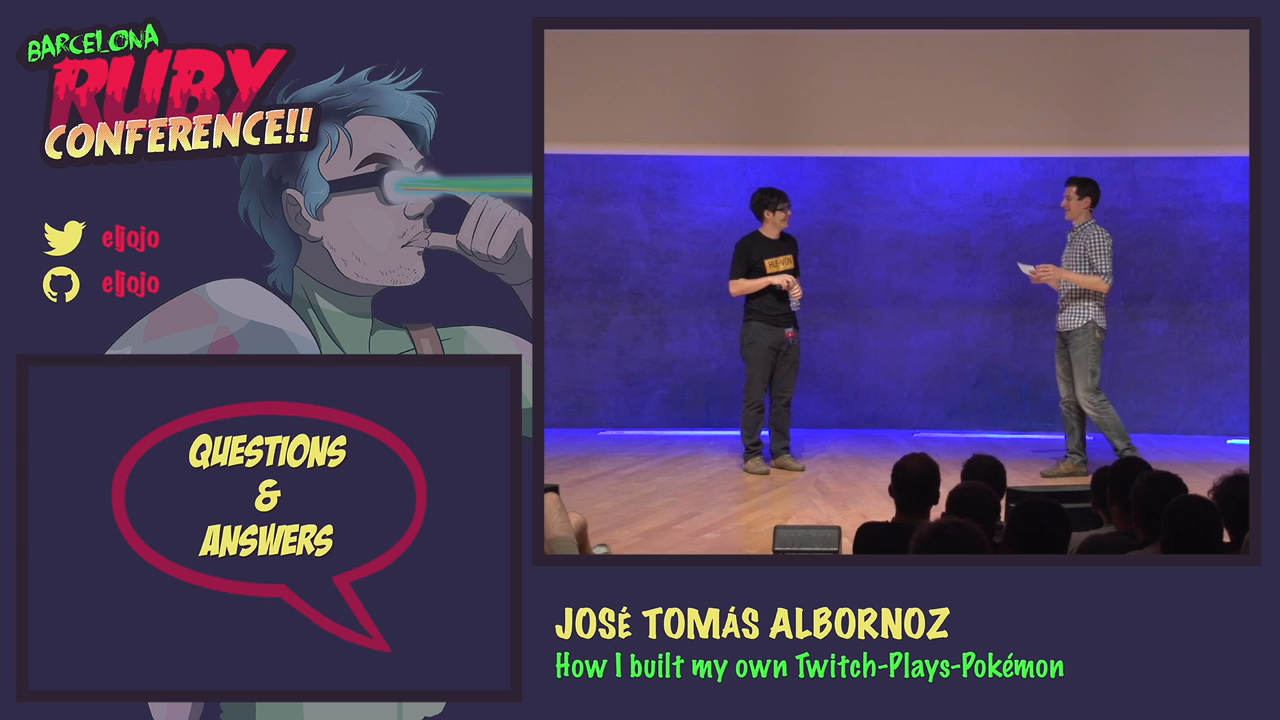 BARCELONA
RUBY
CONFERENCE!!
eljojo
eljojo
QUESTIONS
&
ANSWERS
JOSÉ TOMÁS ALBORNOZ
How I built my own Twitch-Plays-Pokémon